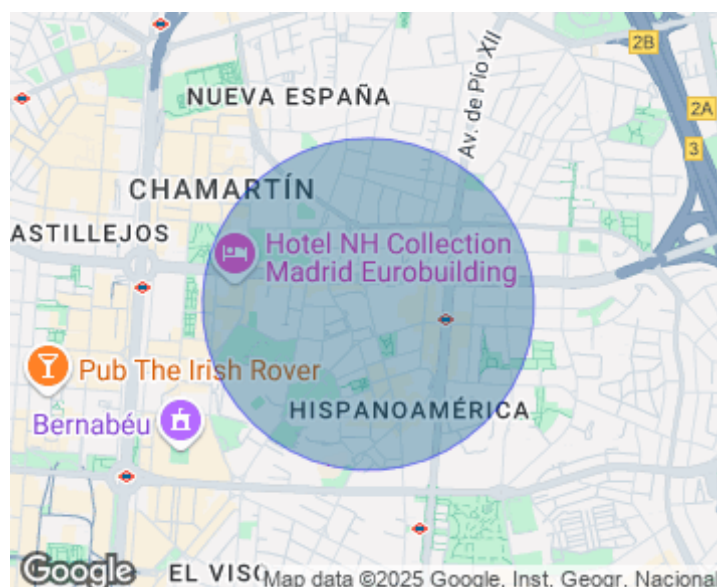 2B
NUEVA ESPAÑA
Av. de Pío XII
2A
3
CHAMARTÍN
ASTILLEJOS
Hotel NH Collection
Madrid Eurobuilding
Pub The Irish Rover
HISPANOAMÉRICA
Bernabéu
Google
EL VISO
Map data ©2025 Google, Inst. Geogr. Nacional